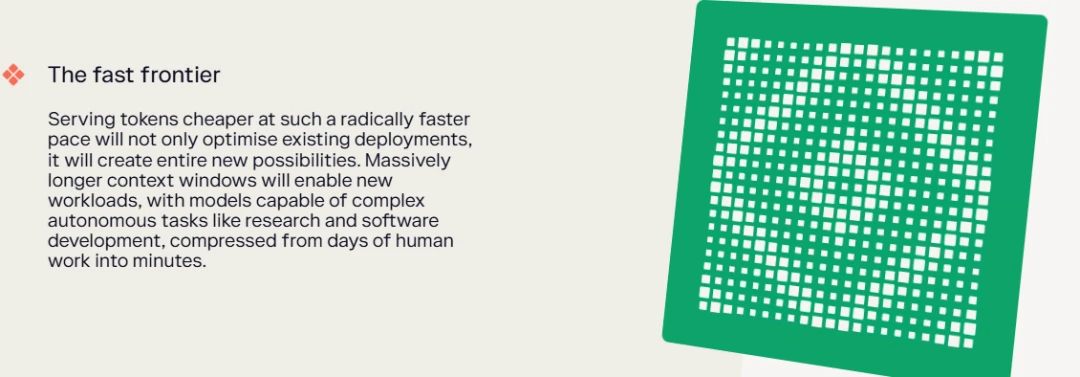 The fast frontier
Serving tokens cheaper at such a radically faster
pace will not only optimise existing deployments,
it will create entire new possibilities. Massively
longer context windows will enable new
workloads, with models capable of complex
autonomous tasks like research and software
development, compressed from days of human
work into minutes.